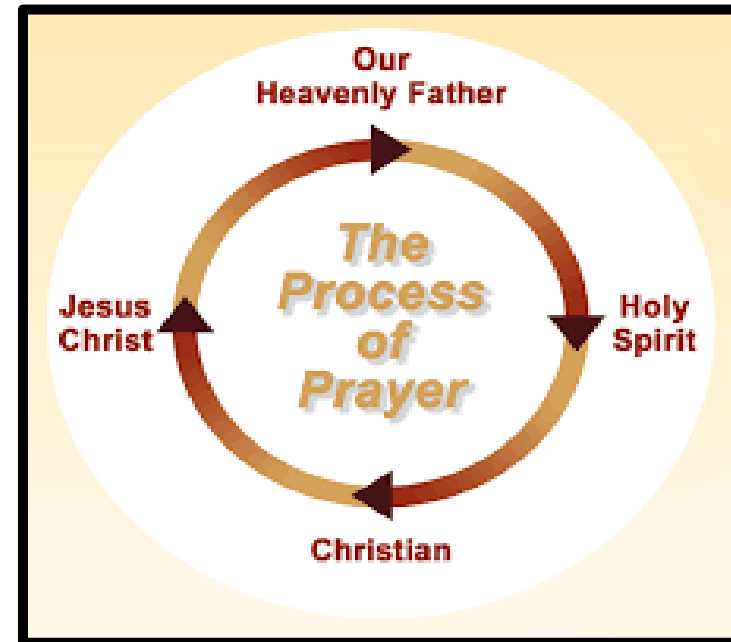 Our
Heavenly Father
The
Process
of
Prayer
Jesus
Christ
Holy
Spirit
Christian